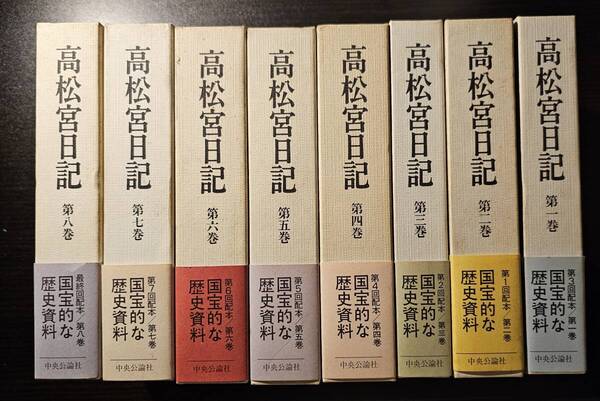 高松宮日記
第八巻
最終回配本/第八巻
国宝的な
歴史資料
中央公論社
高松宮日記
第七巻
第7回配本/第七巻
国宝的な
歴史資料
中央公論社
高松宮日記
第六巻
第6回配本/第六巻
国宝的な
歴史資料
中央公論社
高松宮日記
第五巻
第5回配本/第五巻
国宝的な
歴史資料
中央公論社
高松宮日記
第四巻
第4回配本/第四巻
国宝的な
歴史資料
中央公論社
高松宮日記
第三巻
第2回配本/第三巻
国宝的な
歴史資料
中央公論社
高松宮日記
第二巻
第1回配本/第二巻
国宝的な
歴史資料
中央公論社
高松宮日記
第一巻
第3回配本/第一巻
国宝的な
歴史資料
中央公論社